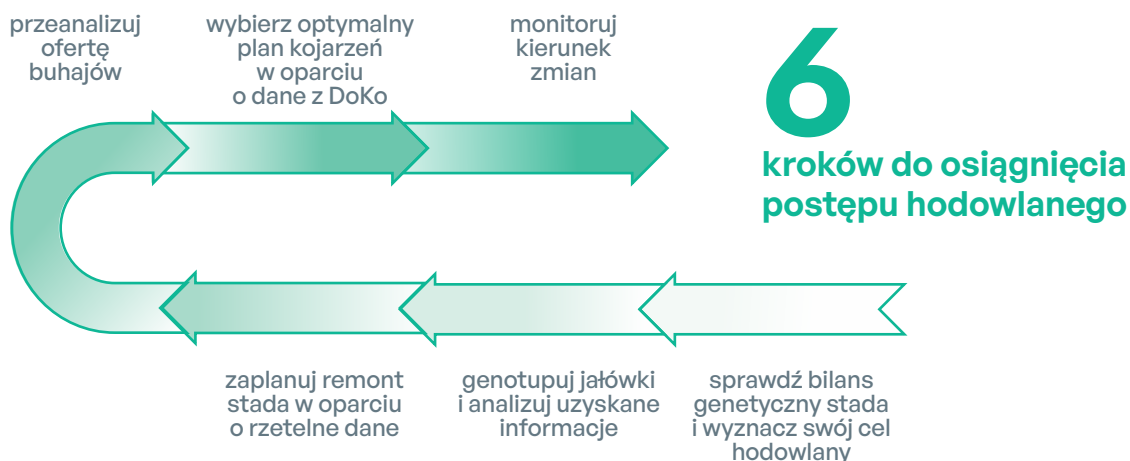 przeanalizuj
ofertę
buhajów
wybierz optymalny
plan kojarzeń
w oparciu
o dane z DoKo
monitoruj
kierunek
zmian
6
kroków do osiągnięcia
postępu hodowlanego
zaplanuj remont
stada w oparciu
o rzetelne dane
genotupuj jałówki
i analizuj uzyskane
informacje
sprawdź bilans
genetyczny stada
i wyznacz swój cel
hodowlany